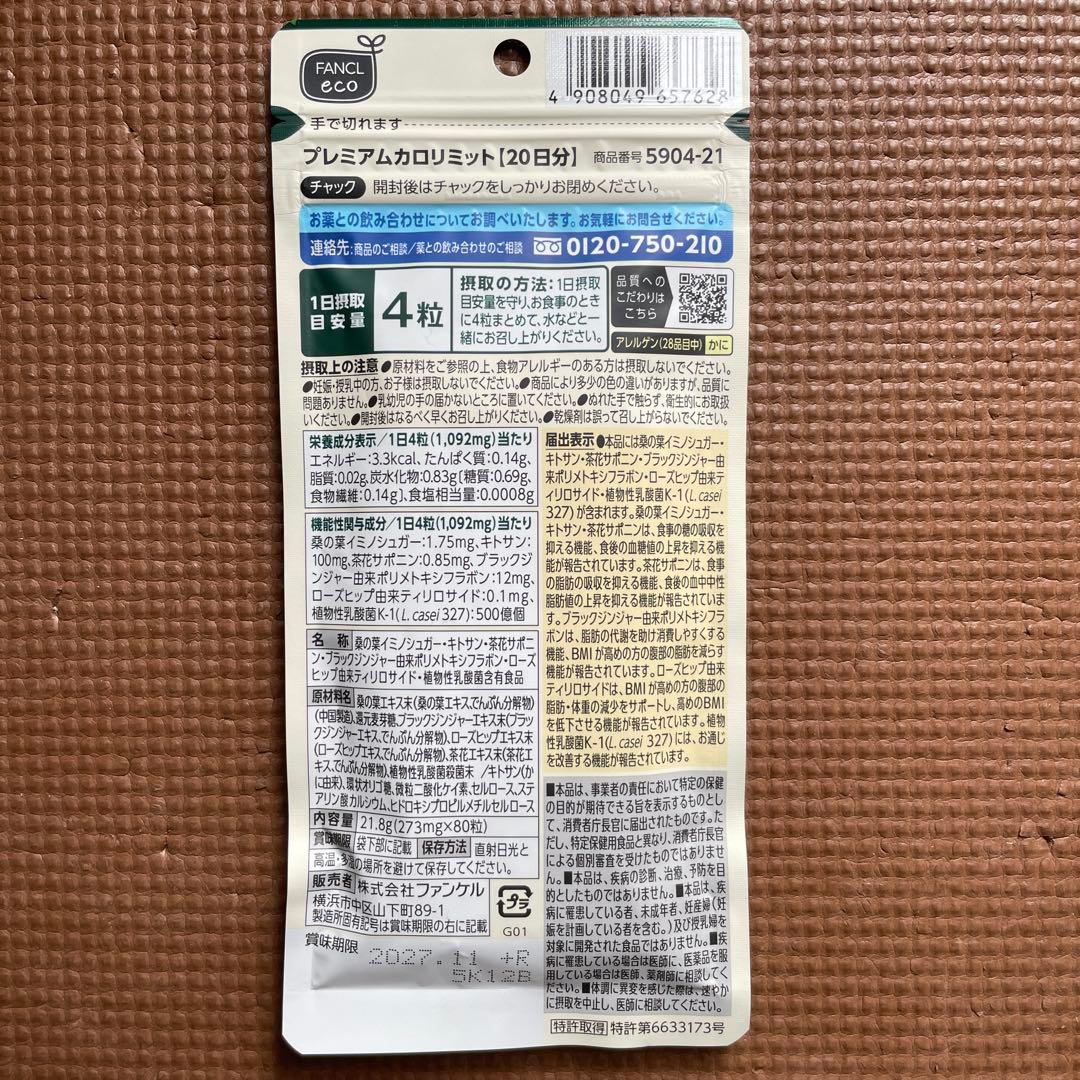 FANCL
eco
4 908049 657628
手で切れます
プレミアムカロリミット【20日分】 商品番号 5904-21
チャック 開封後はチャックをしっかりお閉めください。
お薬との飲み合わせについてお調べいたします。お気軽にお問合せください。
連絡先:商品のご相談/薬との飲み合わせのご相談 0120-750-210
1日摂取
目安量
4粒
摂取の方法:1日摂取
目安量を守り、お食事のとき
に4粒まとめて、水などと一
緒にお召し上がりください。
品質への
こだわりは
こちら
アレルゲン(28品目中) かに
摂取上の注意 ●原材料をご参照の上、食物アレルギーのある方は摂取しないでください。
●妊娠・授乳中の方、お子様は摂取しないでください。●商品により多少の色の違いがありますが、品質に
問題ありません。●乳幼児の手の届かないところに置いてください。●ぬれた手で触らず、衛生的にお取扱
いください。●開封後はなるべく早くお召し上がりください。●乾燥剤は誤って召し上がらないでください。
栄養成分表示/1日4粒(1,092mg)当たり
エネルギー:3.3kcal、たんぱく質:0.14g、
脂質:0.02g、炭水化物:0.83g〔糖質:0.69g、
食物繊維:0.14g〕、食塩相当量:0.0008g
機能性関与成分/1日4粒(1,092mg)当たり
桑の葉イミノシュガー:1.75mg、キトサン:
100mg、茶花サポニン:0.85mg、ブラックジ
ンジャー由来ポリメトキシフラボン:12mg、
ローズヒップ由来ティリロサイド:0.1mg、
植物性乳酸菌K-1(L. casei 327):500億個
名称 桑の葉イミノシュガー・キトサン・茶花サポニ
ン・ブラックジンジャー由来ポリメトキシフラボン・ローズ
ヒップ由来ティリロサイド・植物性乳酸菌含有食品
原材料名 桑の葉エキス末(桑の葉エキス、でんぷん分解物)
(中国製造)、還元麦芽糖、ブラックジンジャーエキス末(ブラッ
クジンジャーエキス、でんぷん分解物)、ローズヒップエキス末
(ローズヒップエキス、でんぷん分解物)、茶花エキス末(茶花エ
キス、でんぷん分解物)、植物性乳酸菌殺菌末/キトサン(か
に由来)、環状オリゴ糖、微粒二酸化ケイ素、セルロース、ステ
アリン酸カルシウム、ヒドロキシプロピルメチルセルロース
内容量 21.8g(273mg×80粒)
賞味期限 袋下部に記載 保存方法 直射日光と
高温・多湿の場所を避けて保存してください。
販売者 株式会社ファンケル
横浜市中区山下町89-1
製造所固有記号は賞味期限の右に記載
プラ
G01
賞味期限
2027.11 +R
5K12B
届出表示 ●本品には桑の葉イミノシュガー・
キトサン・茶花サポニン・ブラックジンジャー由
来ポリメトキシフラボン・ローズヒップ由来テ
ィリロサイド・植物性乳酸菌K-1(L. casei
327)が含まれます。桑の葉イミノシュガー・
キトサン・茶花サポニンは、食事の糖の吸収を
抑える機能、食後の血糖値の上昇を抑える機
能が報告されています。茶花サポニンは、食事
の脂肪の吸収を抑える機能、食後の血中中性
脂肪値の上昇を抑える機能が報告されていま
す。ブラックジンジャー由来ポリメトキシフラ
ボンは、脂肪の代謝を助け消費しやすくする
機能、BMIが高めの方の腹部の脂肪を減らす
機能が報告されています。ローズヒップ由来
ティリロサイドは、BMIが高めの方の腹部の
脂肪・体重の減少をサポートし、高めのBMI
を低下させる機能が報告されています。植物
性乳酸菌K-1(L. casei 327)には、お通じ
を改善する機能が報告されています。
■本品は、事業者の責任において特定の保健
の目的が期待できる旨を表示するものとし
て、消費者庁長官に届出されたものです。た
だし、特定保健用食品と異なり、消費者庁長官
による個別審査を受けたものではありませ
ん。■本品は、疾病の診断、治療、予防を目
的としたものではありません。■本品は、疾
病に罹患している者、未成年者、妊産婦(妊
娠を計画している者を含む。)及び授乳婦を
対象に開発された食品ではありません。■疾
病に罹患している場合は医師に、医薬品を服
用している場合は医師、薬剤師に相談してくだ
さい。■体調に異変を感じた際は、速やか
に摂取を中止し、医師に相談してください。
特許取得 特許第6633173号